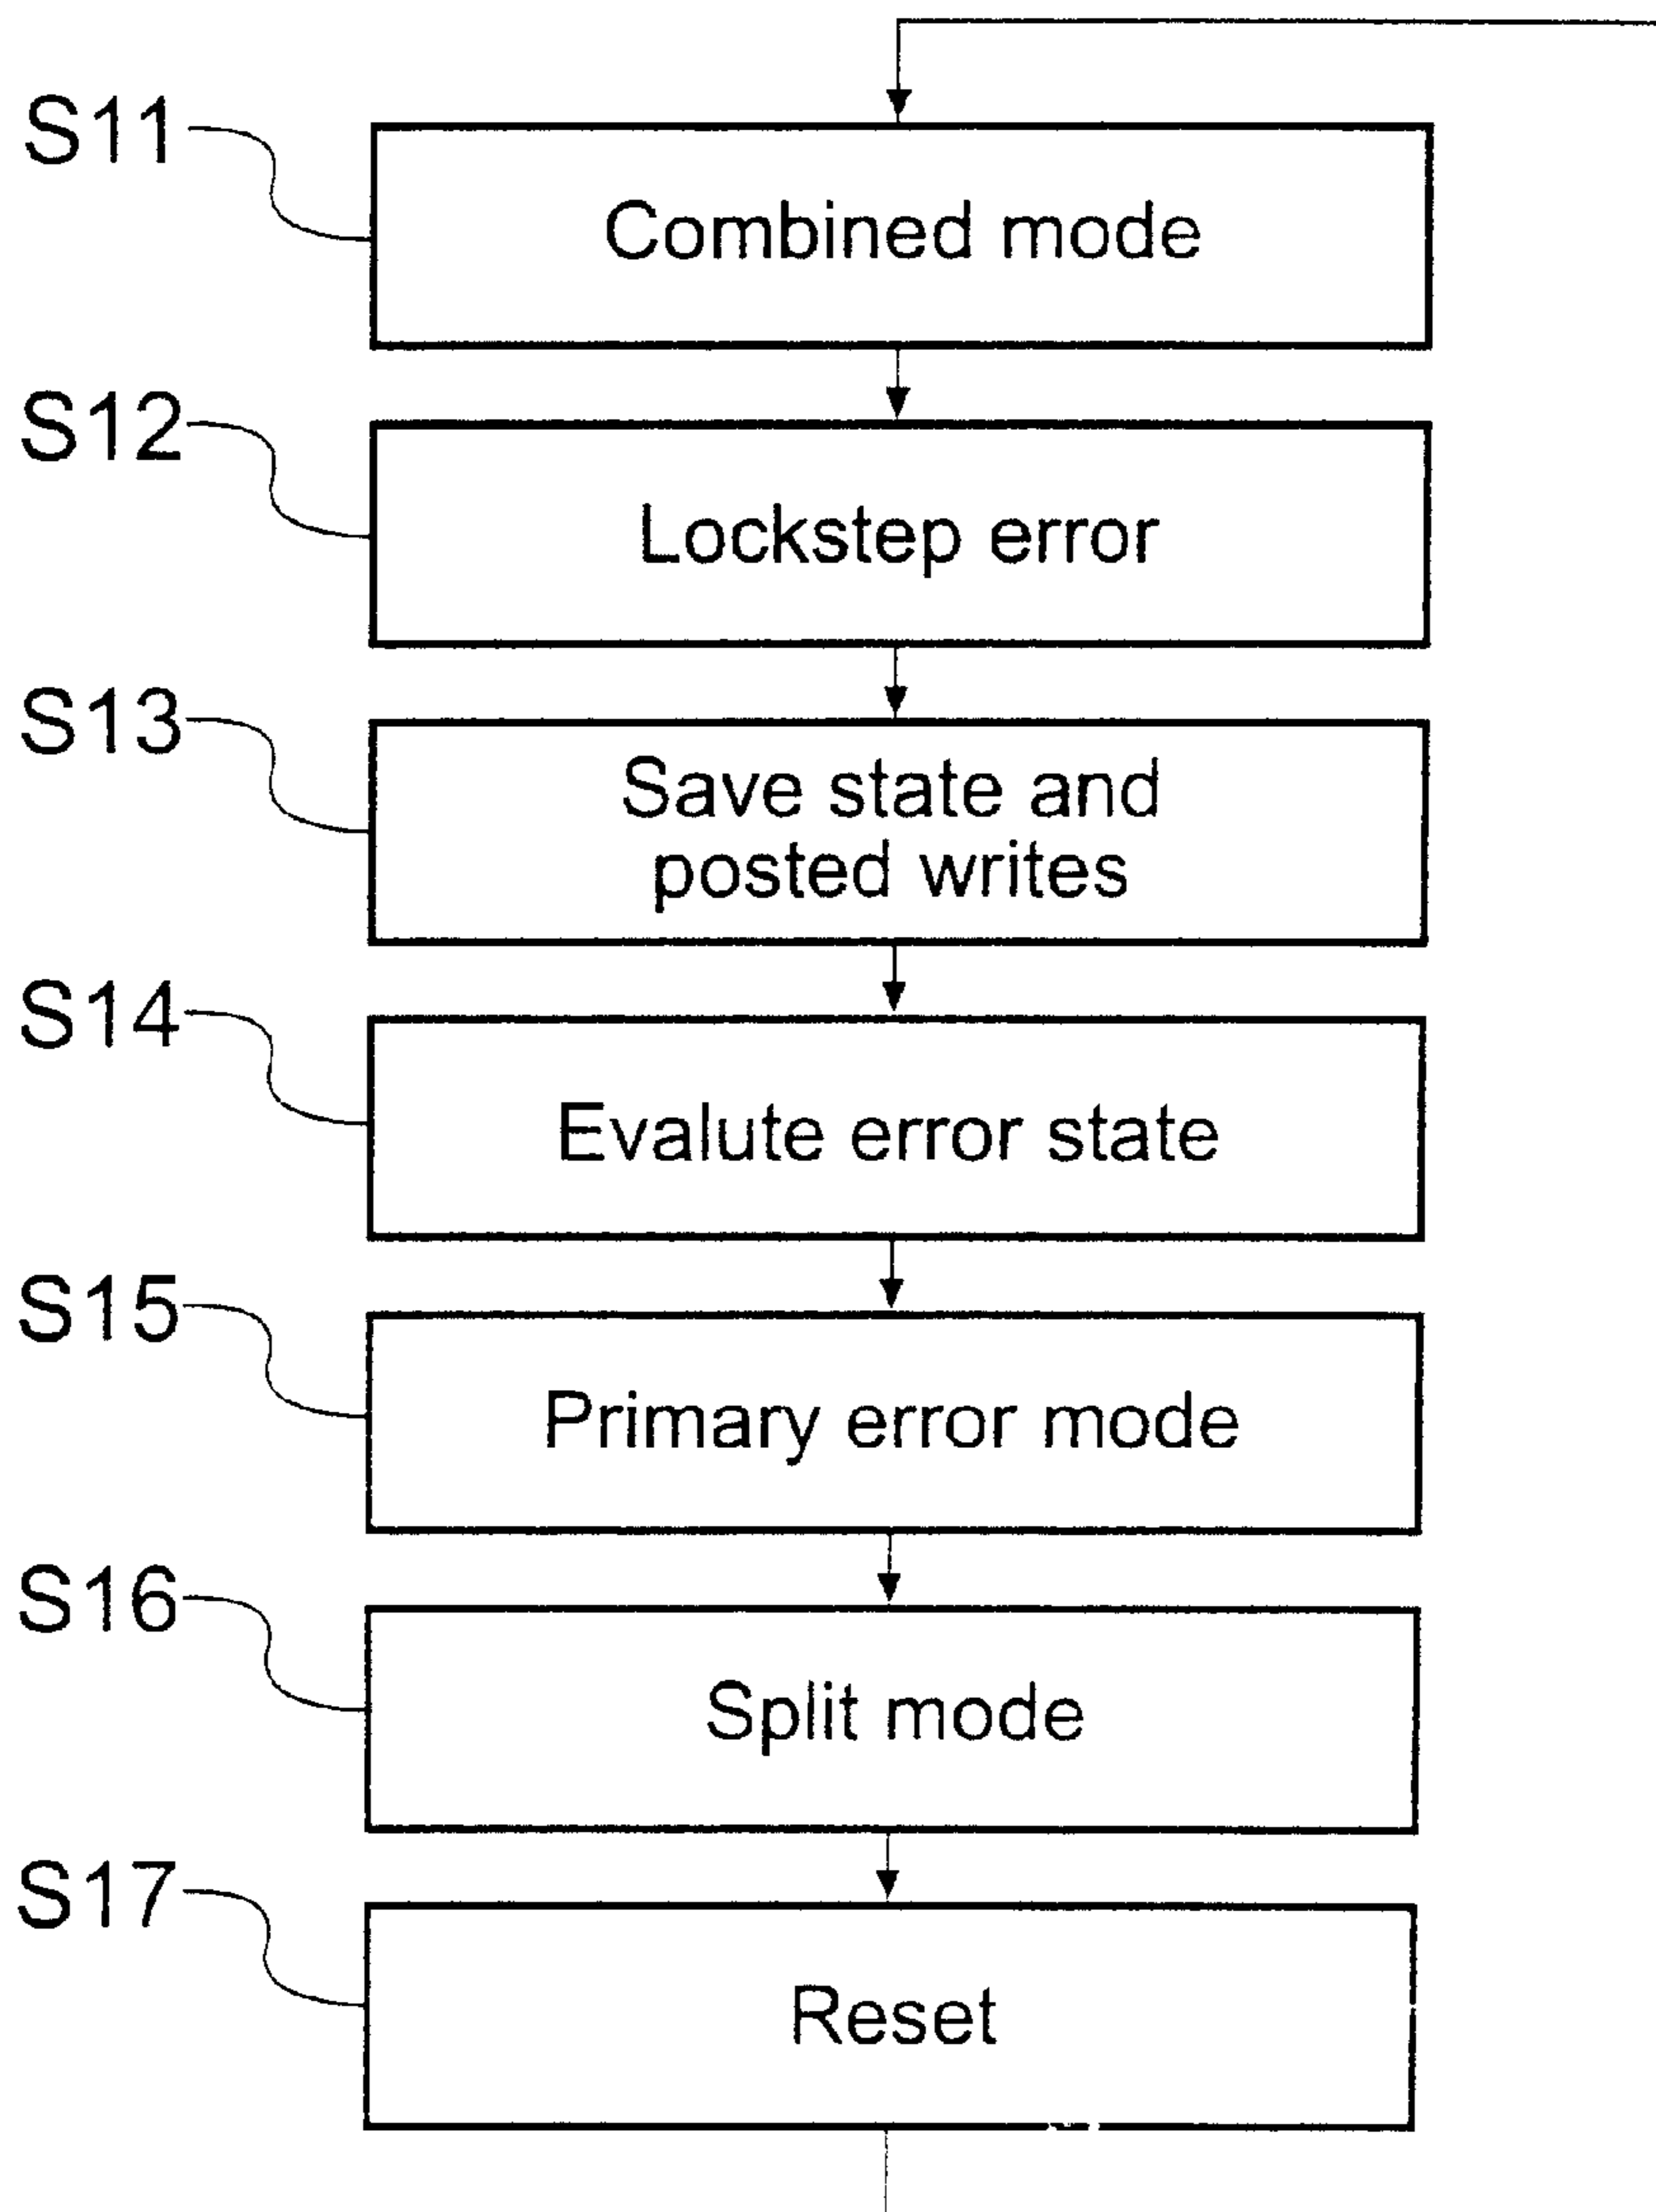 S11
Combined mode
S12
Lockstep error
S13
Save state and
posted writes
S14
Evalute error state
S15
Primary error mode
S16
Split mode
S17
Reset